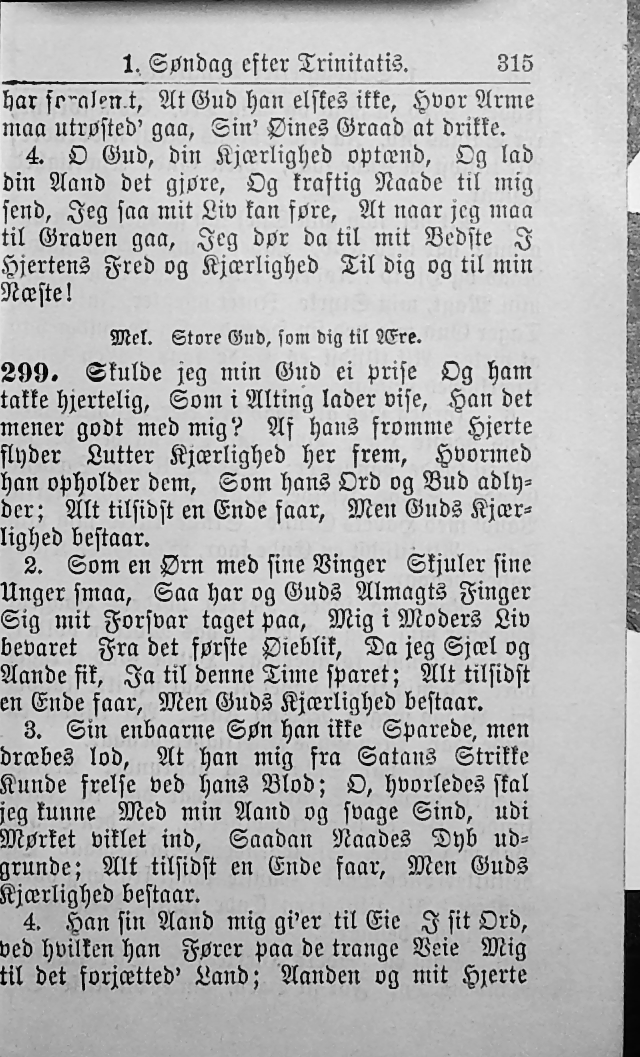 1. Søndag efter Trinitatis. 315
har At Gud han elskes ikke, Hvor Arme
maa utrøsted' gaa, Sin' Øines Graad at drikke.
4. O Gud, din Kjærlighed optænd, Og lad
din Aand det gjøre, Og kraftig Naade til mig
send, Jeg saa mit Liv kan føre, At naar jeg maa
til Graven gaa, Jeg dør da til mit Bedste I
Hjertens Fred og Kjærlighed Til dig og til min
Næste!
Mel. Store Gud, som dig til Ære.
299. Skulde jeg min Gud ei prise Og ham
takke hjertelig, Som i Alting lader vise, Han det
mener godt med mig? Af hans fromme Hjerte
flyder Lutter Kjærlighed her frem, Hvormed
han opholder dem, Som hans Ord og Bud adly-
der; Alt tilsidst en Ende faar, Men Guds Kjær-
lighed bestaar.
2. Som en Ørn med sine Vinger Skjuler sine
Unger smaa, Saa har og Guds Almagts Finger
Sig mit Forsvar taget paa, Mig i Moders Liv
bevaret Fra det første Øieblik, Da jeg Sjæl og
Aande fik, Ja til denne Time sparet; Alt tilsidst
en Ende faar, Men Guds Kjærlighed bestaar.
3. Sin enbaarne Søn han ikke Sparede, men
dræbes lod, At han mig fra Satans Strikke
Kunde frelse ved hans Blod; O, hvorledes skal
jeg kunne Med min Aand og svage Sind, udi
Mørket viklet ind, Saadan Naades Dyb ud-
grunde; Alt tilsidst en Ende faar, Men Guds
Kjærlighed bestaar.
4. Han sin Aand mig gi'er til Eie I sit Ord,
ved hvilken han Fører paa de trange Veie Mig
til det forjætted' Land; Aanden og mit Hjerte